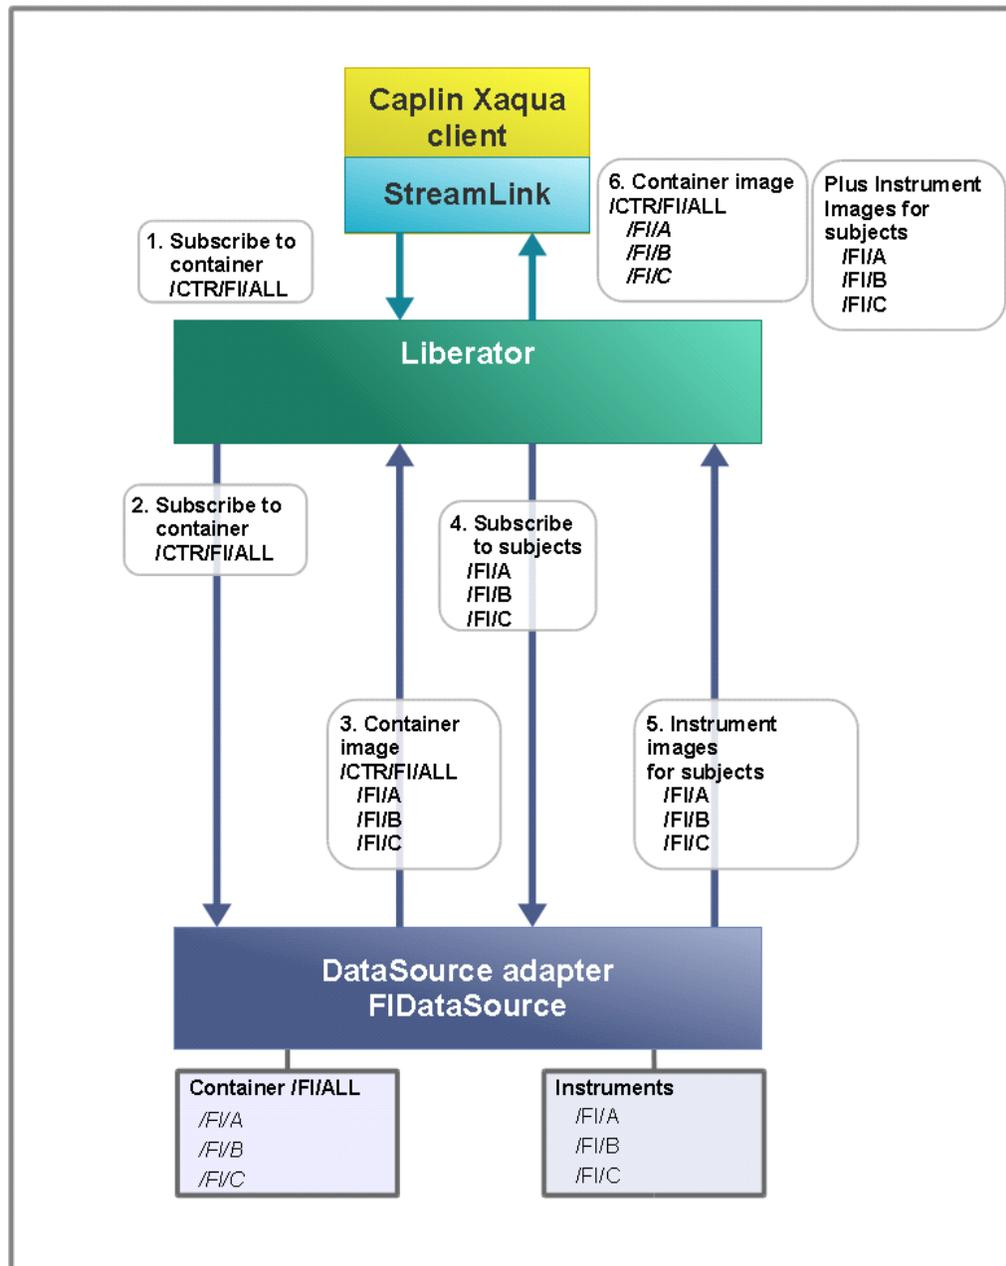 Caplin Xaqua
client
StreamLink
1. Subscribe to
container
/CTR/FI/ALL
6. Container image
/CTR/FI/ALL
/FI/A
/FI/B
/FI/C
Plus Instrument
Images for
subjects
/FI/A
/FI/B
/FI/C
Liberator
2. Subscribe to
container
/CTR/FI/ALL
4. Subscribe
to subjects
/FI/A
/FI/B
/FI/C
3. Container
image
/CTR/FI/ALL
/FI/A
/FI/B
/FI/C
5. Instrument
images
for subjects
/FI/A
/FI/B
/FI/C
DataSource adapter
FIDataSource
Container /FI/ALL
/FI/A
/FI/B
/FI/C
Instruments
/FI/A
/FI/B
/FI/C